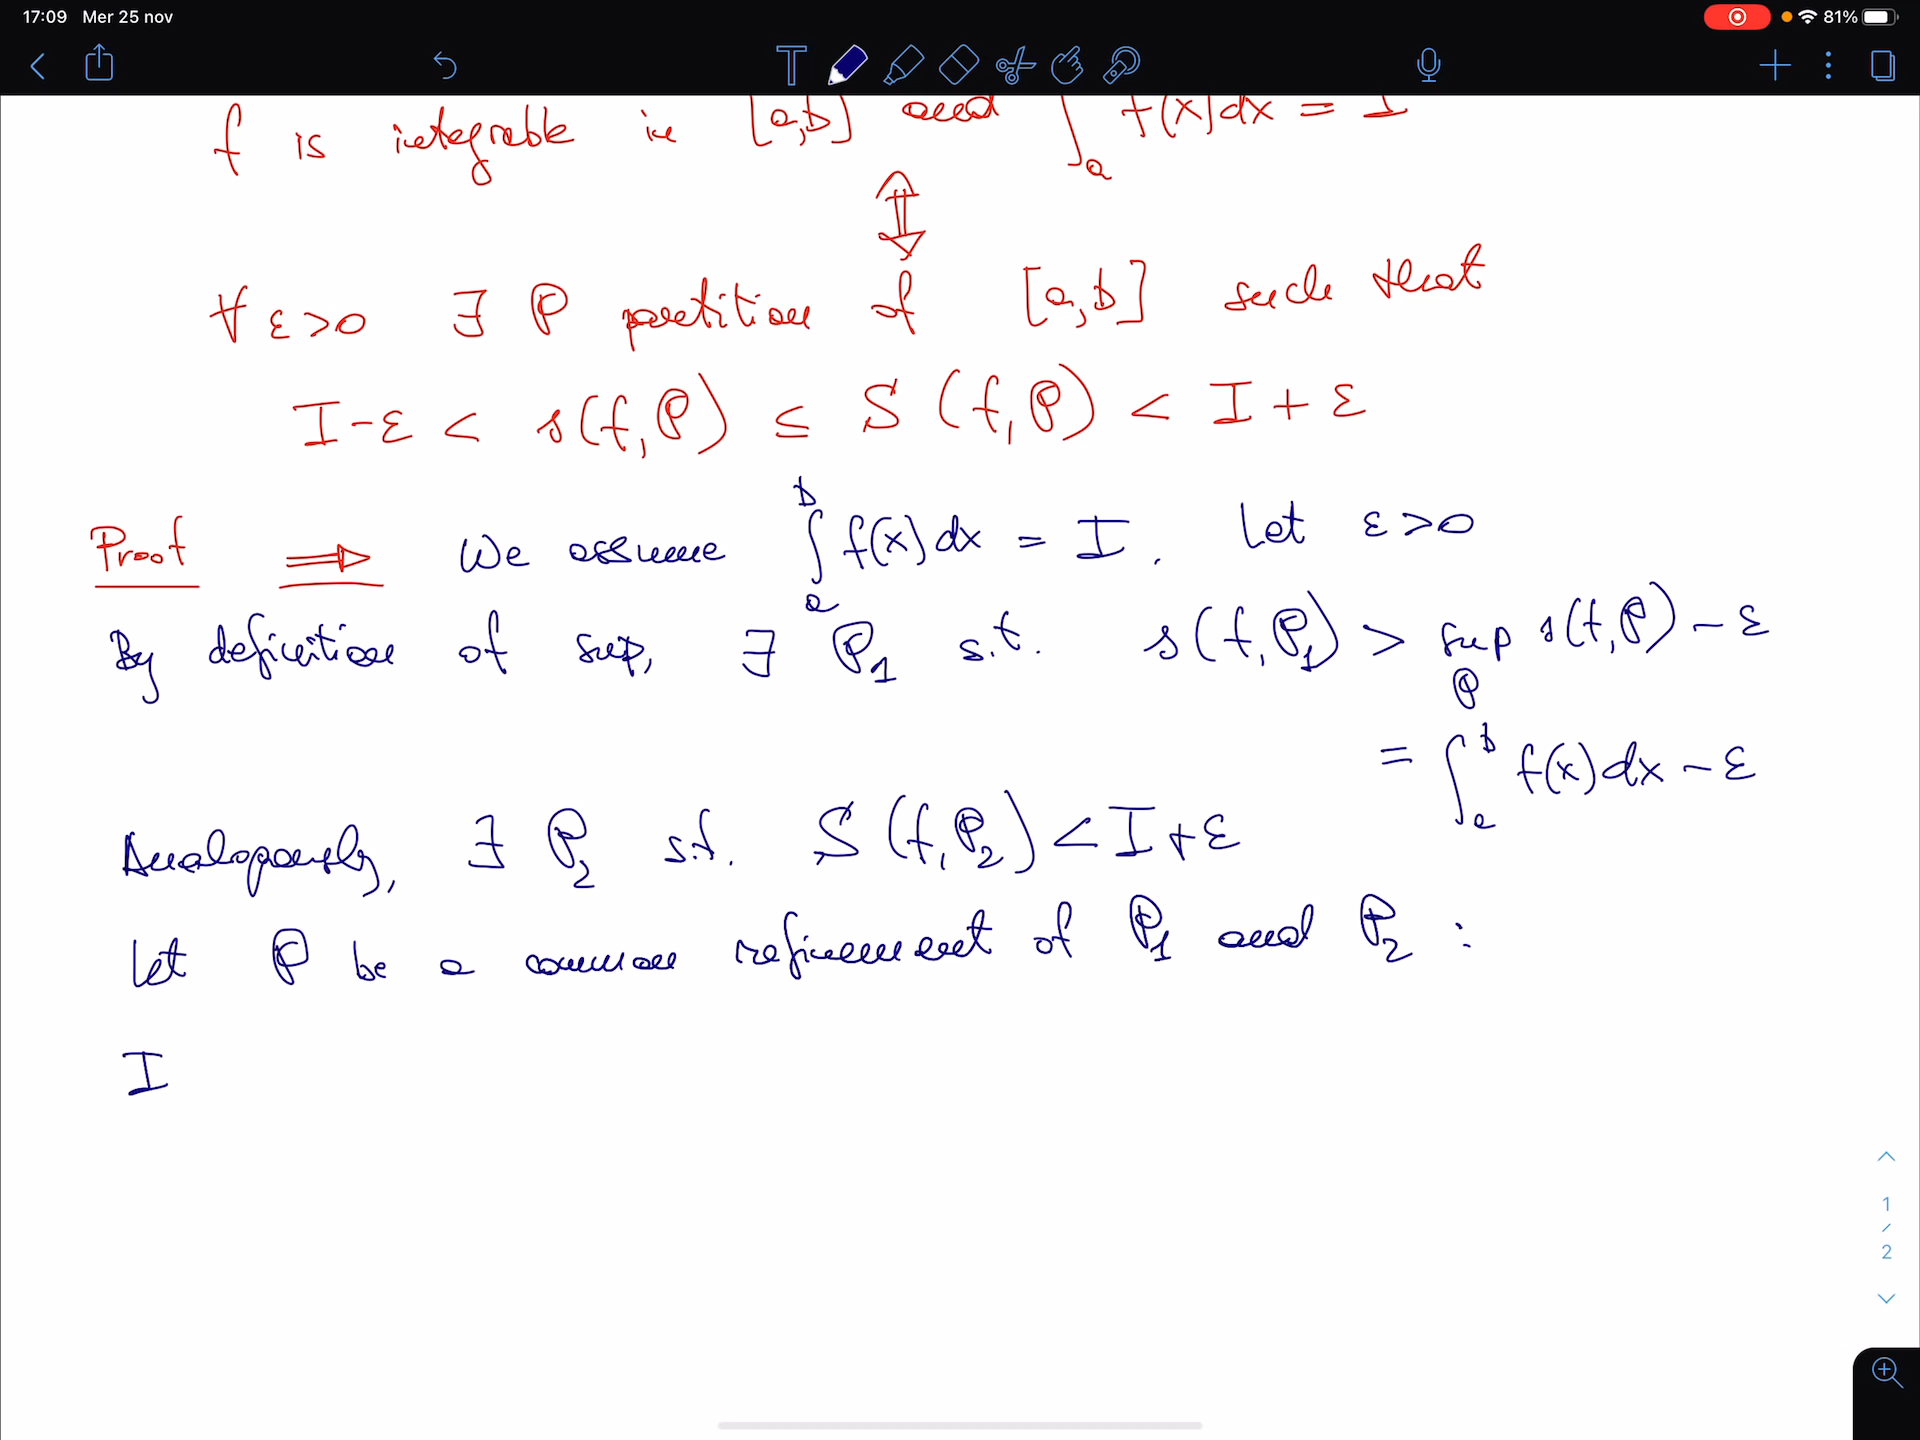 17:09 Mer 25 nov 81%
f is integrable in [a,b] and ∫_a f(x)dx = I
⇕
∀ ε>0 ∃ P partition of [a,b] such that
I-ε < s(f,P) ≤ S(f,P) < I+ε
Proof ⟹ We assume ∫_a^b f(x)dx = I. Let ε>0
By definition of sup, ∃ P_1 s.t. s(f,P_1) > sup_P s(f,P) - ε
= ∫_a^b f(x)dx - ε
Analogously, ∃ P_2 s.t. S(f,P_2) < I+ε
Let P be a common refinement of P_1 and P_2 :
I
1
/
2